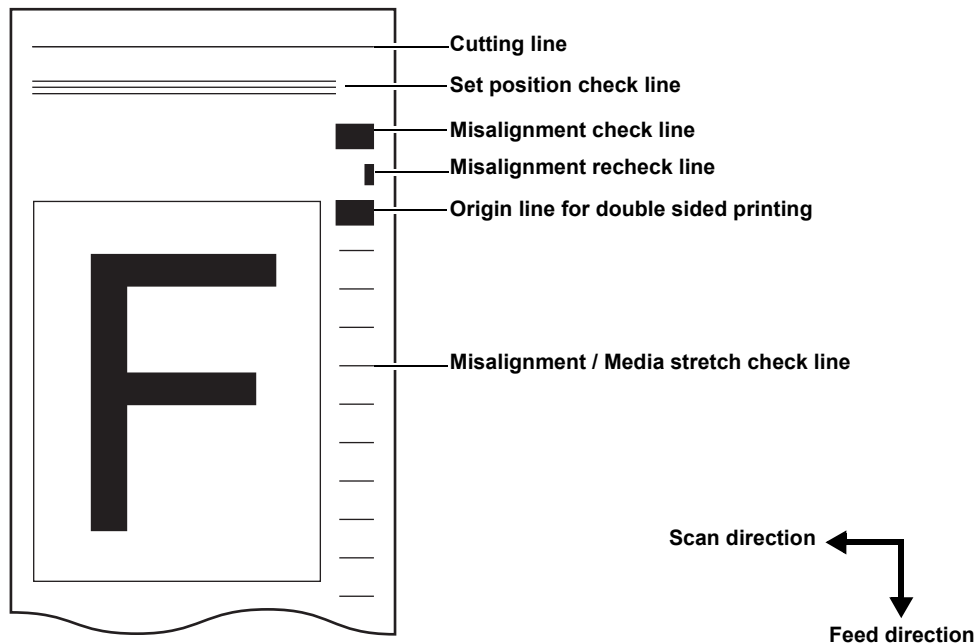 Cutting line
Set position check line
Misalignment check line
Misalignment recheck line
Origin line for double sided printing
F
Misalignment / Media stretch check line
Scan direction
Feed direction